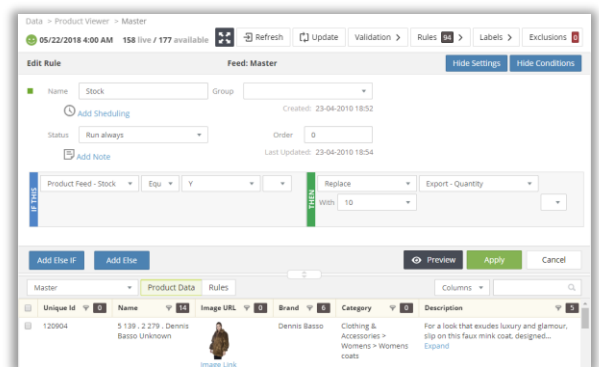 Data > Product Viewer > Master
05/22/2018 4:00 AM 158 live / 177 available Refresh Update Validation > Rules 94 > Labels > Exclusions 0
Edit Rule Feed: Master Hide Settings Hide Conditions
Name Stock Group
Add Sheduling Created: 23-04-2010 18:52
Status Run always Order 0
Add Note Last Updated: 23-04-2010 18:54
IF THIS Product Feed - Stock Equ Y THEN Replace Export - Quantity
With 10
Add Else IF Add Else Preview Apply Cancel
Master Product Data Rules Columns
Unique Id 0 Name 14 Image URL 0 Brand 6 Category 0 Description 5
120904 5 139 . 2 279 . Dennis Dennis Basso Clothing & For a look that exudes luxury and glamour,
Basso Unknown Accessories > slip on this faux mink coat, designed...
Womens > Womens Expand
coats
Image Link